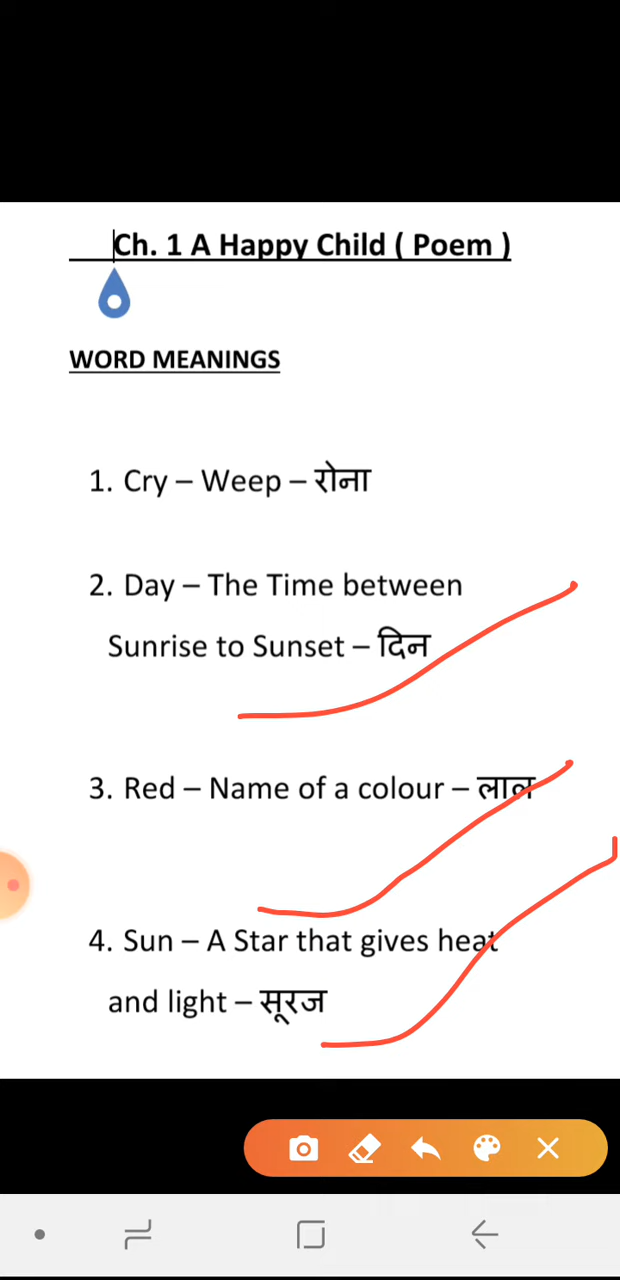 Ch. 1 A Happy Child ( Poem )
WORD MEANINGS
1. Cry – Weep – रोना
2. Day – The Time between
Sunrise to Sunset – दिन
3. Red – Name of a colour – लाल
4. Sun – A Star that gives heat
and light – सूरज